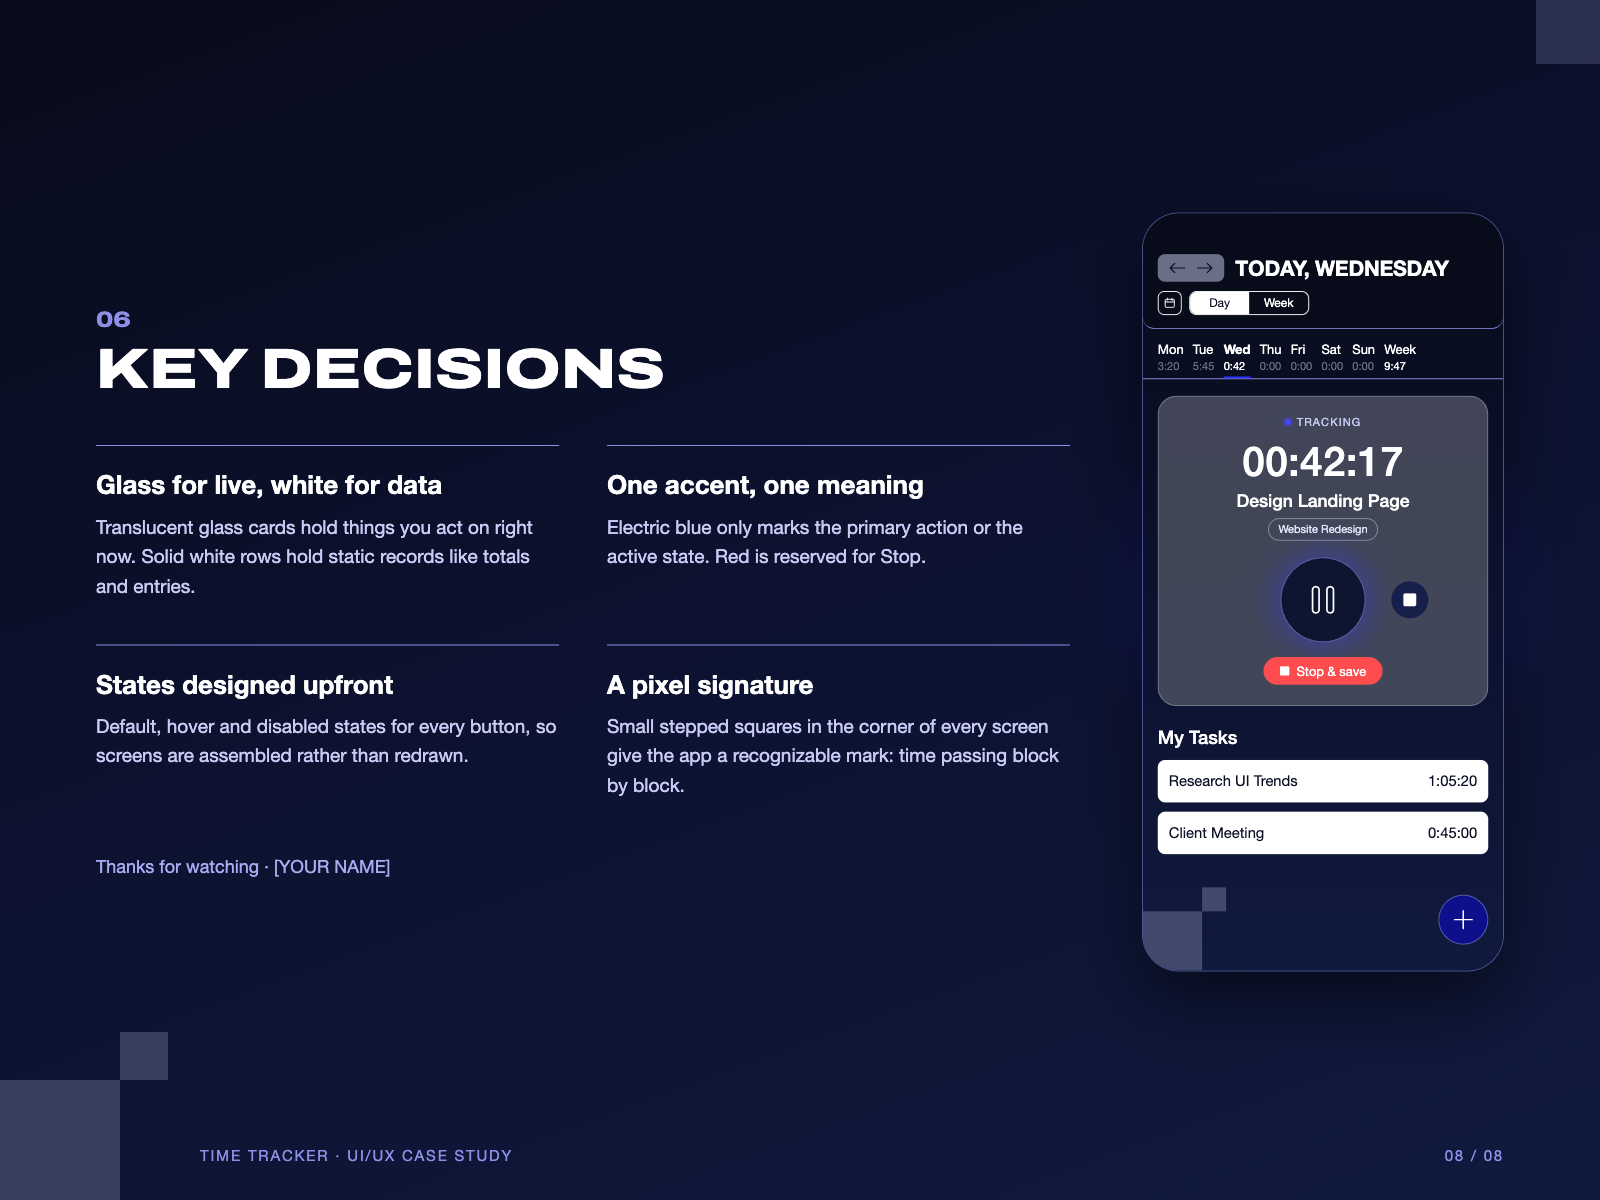 06
KEY DECISIONS
Glass for live, white for data
Translucent glass cards hold things you act on right
now. Solid white rows hold static records like totals
and entries.
One accent, one meaning
Electric blue only marks the primary action or the
active state. Red is reserved for Stop.
States designed upfront
Default, hover and disabled states for every button, so
screens are assembled rather than redrawn.
A pixel signature
Small stepped squares in the corner of every screen
give the app a recognizable mark: time passing block
by block.
Thanks for watching · [YOUR NAME]
TODAY, WEDNESDAY
Day Week
Mon Tue Wed Thu Fri Sat Sun Week
3:20 5:45 0:42 0:00 0:00 0:00 0:00 9:47
TRACKING
00:42:17
Design Landing Page
Website Redesign
Stop & save
My Tasks
Research UI Trends 1:05:20
Client Meeting 0:45:00
TIME TRACKER · UI/UX CASE STUDY
08 / 08